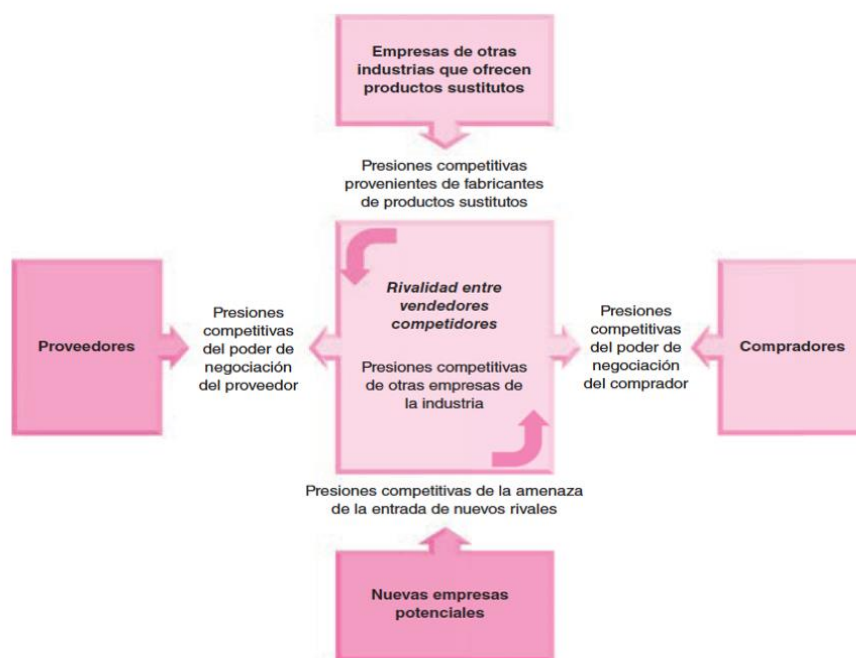 Empresas de otras
industrias que ofrecen
productos sustitutos
Presiones competitivas
provenientes de fabricantes
de productos sustitutos
Proveedores
Presiones
competitivas
del poder de
negociación
del proveedor
Rivalidad entre
vendedores
competidores
Presiones competitivas
de otras empresas de
la industria
Presiones
competitivas
del poder de
negociación
del comprador
Compradores
Presiones competitivas de la amenaza
de la entrada de nuevos rivales
Nuevas empresas
potenciales